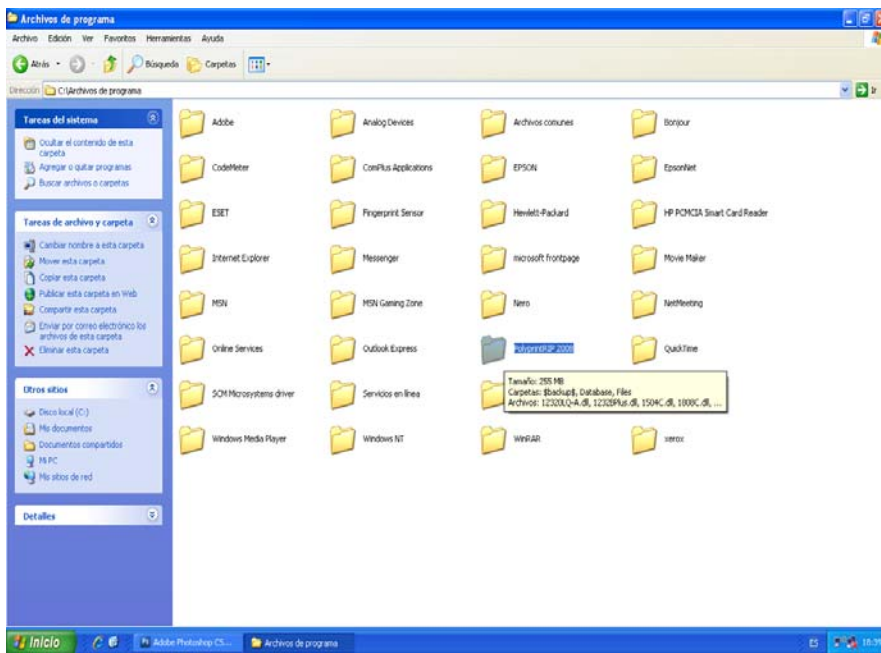 Archivos de programa
Archivo Edición Ver Favoritos Herramientas Ayuda
Atrás Búsqueda Carpetas
Dirección C:\Archivos de programa Ir
Tareas del sistema
Ocultar el contenido de esta carpeta
Agregar o quitar programas
Buscar archivos o carpetas
Tareas de archivo y carpeta
Cambiar nombre a esta carpeta
Mover esta carpeta
Copiar esta carpeta
Publicar esta carpeta en Web
Compartir esta carpeta
Enviar por correo electrónico los archivos de esta carpeta
Eliminar esta carpeta
Otros sitios
Disco local (C:)
Mis documentos
Documentos compartidos
Mi PC
Mis sitios de red
Detalles
Adobe Analog Devices Archivos comunes Bonjour
CodeMeter ComPlus Applications EPSON EpsonNet
ESET Fingerprint Sensor Hewlett-Packard HP PCMCIA Smart Card Reader
Internet Explorer Messenger microsoft frontpage Movie Maker
MSN MSN Gaming Zone Nero NetMeeting
Online Services Outlook Express PolyprintRIP 2008 QuickTime
SCM Microsystems driver Servicios en línea
Tamaño: 255 MB
Carpetas: $backup$, Database, Files
Archivos: 12320LQ-A.dl, 1504C.dl, ...
Windows Media Player Windows NT WinRAR xerox
Inicio Adobe Photoshop CS... Archivos de programa ES